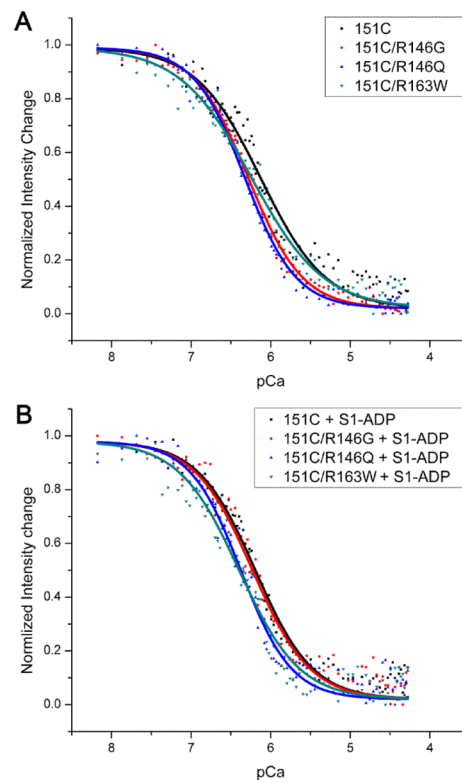 A
151C
151C/R146G
151C/R146Q
151C/R163W
Normalized Intensity Change
1.0
0.8
0.6
0.4
0.2
0.0
8 7 6 5 4
pCa
B
151C + S1-ADP
151C/R146G + S1-ADP
151C/R146Q + S1-ADP
151C/R163W + S1-ADP
Normlized Intensity change
1.0
0.8
0.6
0.4
0.2
0.0
8 7 6 5 4
pCa